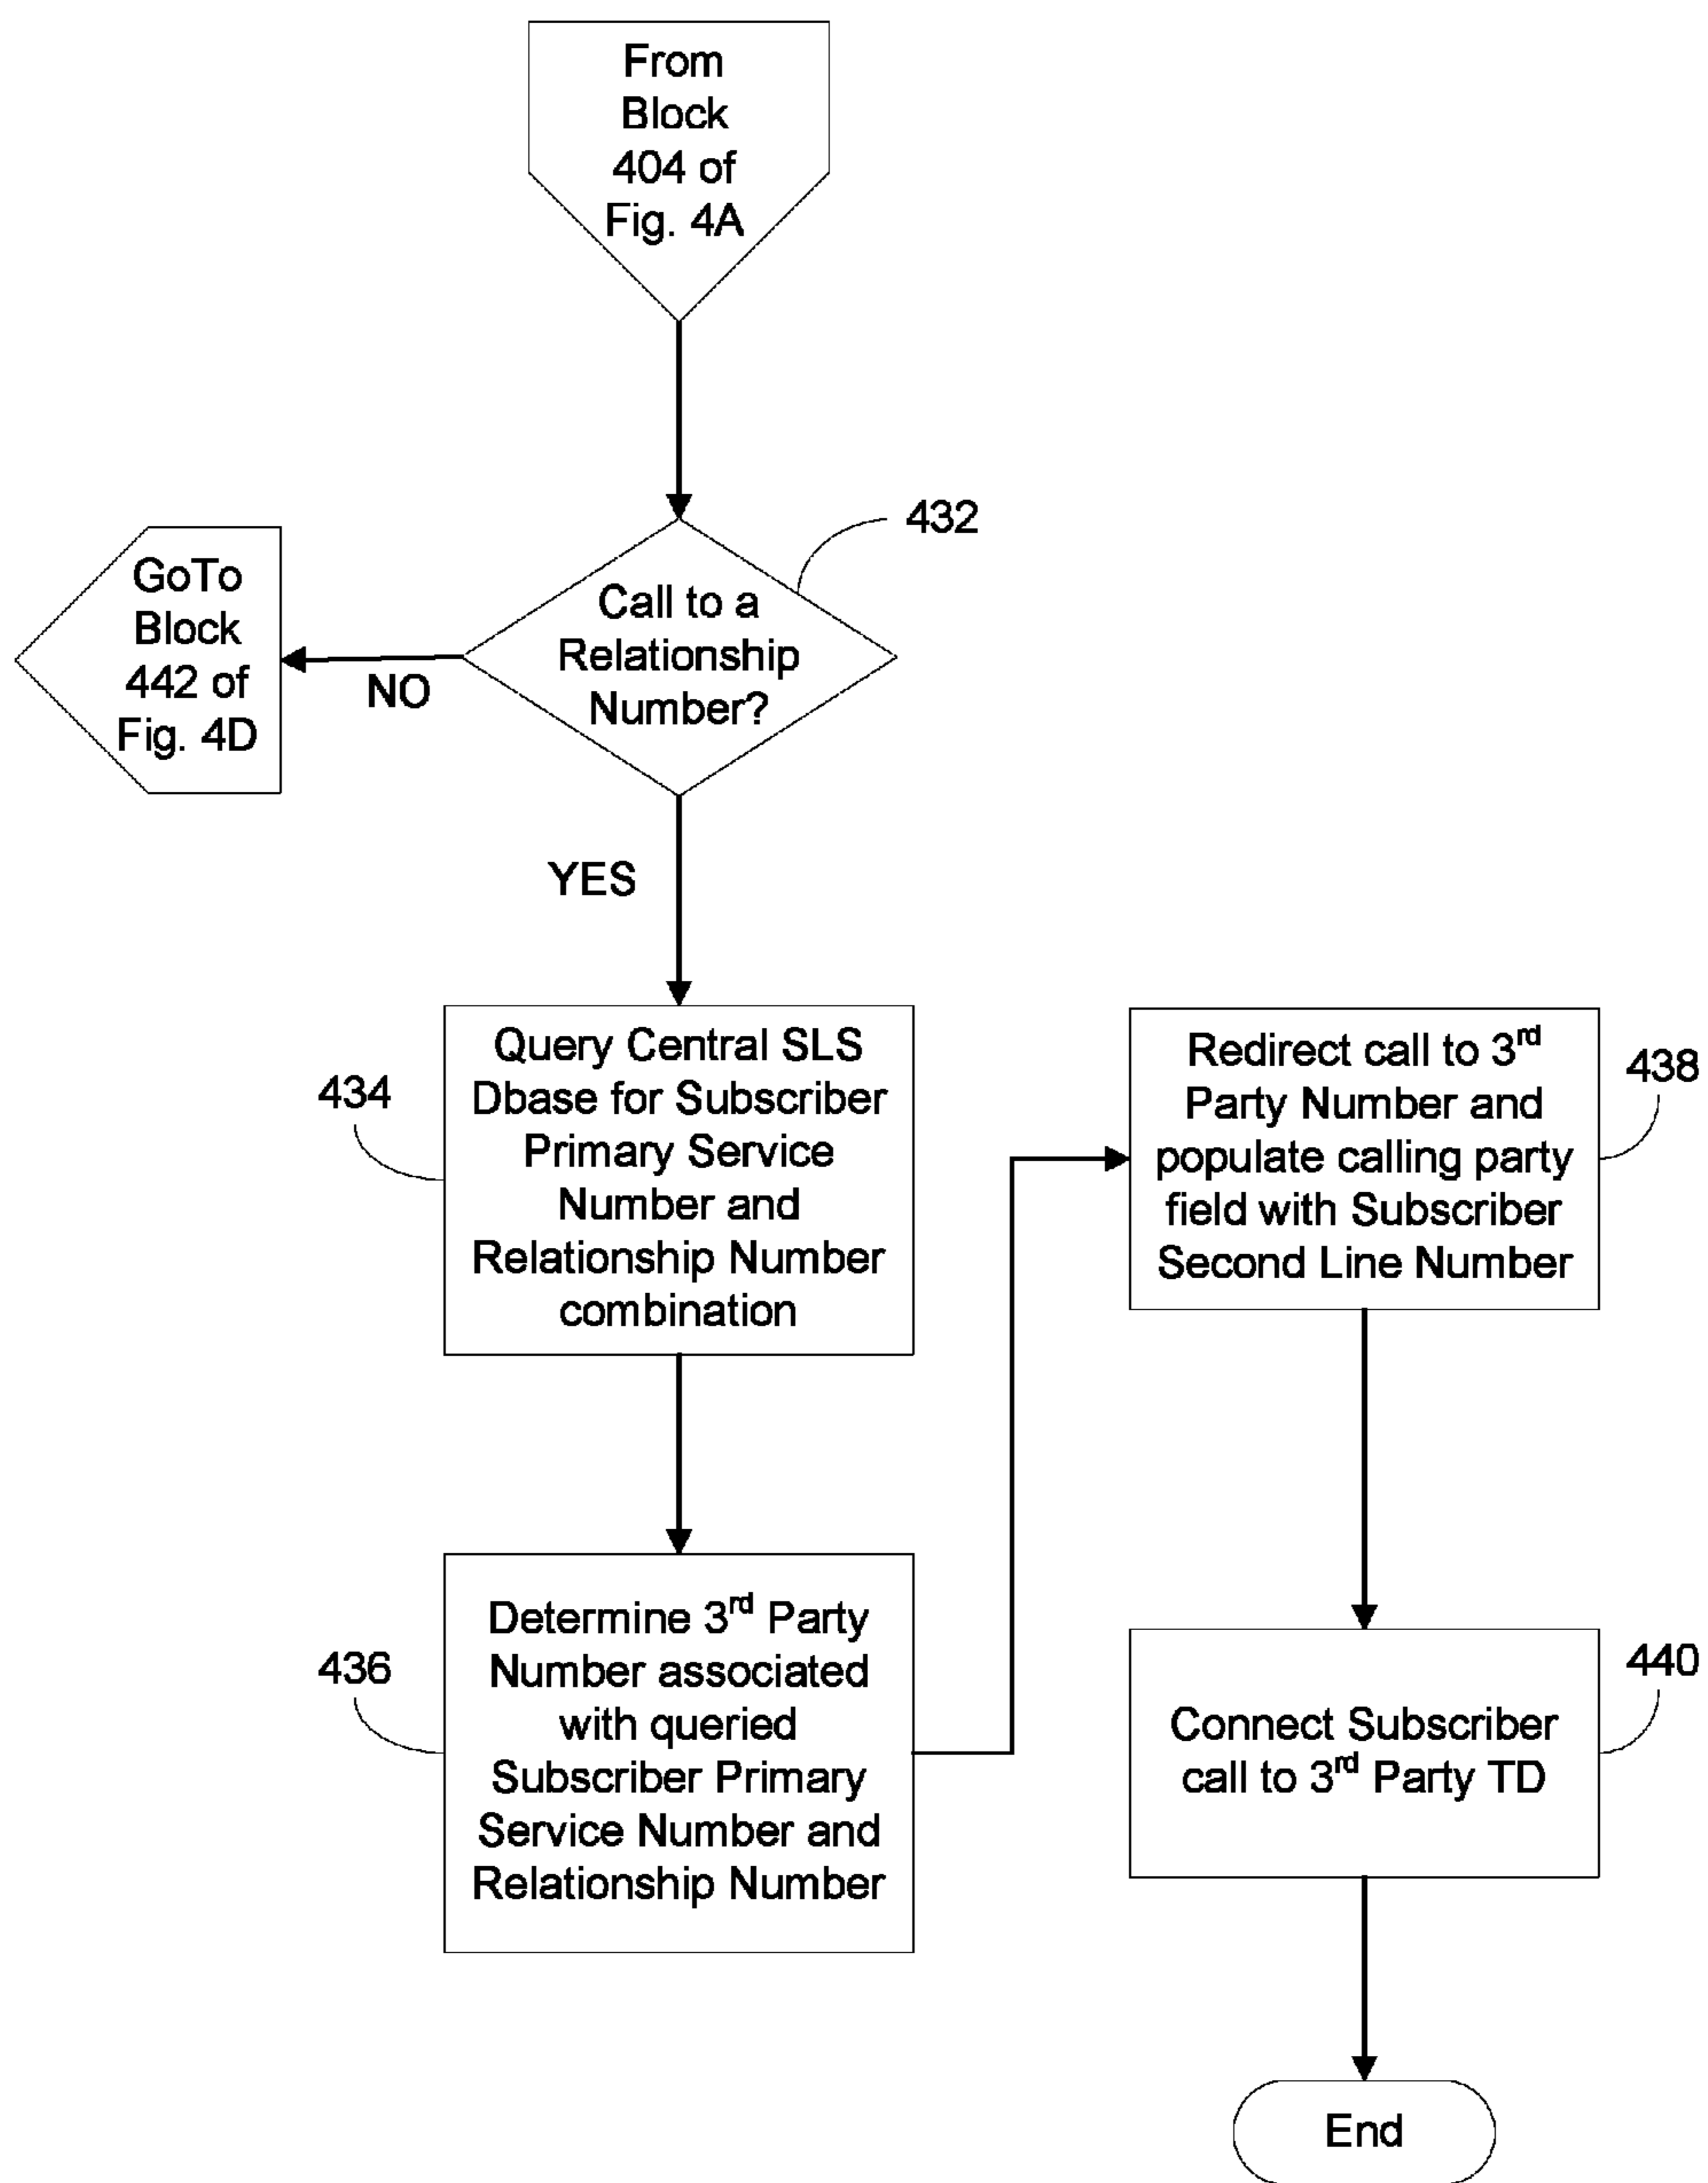 From
Block
404 of
Fig. 4A
432
Call to a
Relationship
Number?
GoTo
Block
442 of
Fig. 4D
NO
YES
434
Query Central SLS
Dbase for Subscriber
Primary Service
Number and
Relationship Number
combination
436
Determine 3rd Party
Number associated
with queried
Subscriber Primary
Service Number and
Relationship Number
438
Redirect call to 3rd
Party Number and
populate calling party
field with Subscriber
Second Line Number
440
Connect Subscriber
call to 3rd Party TD
End